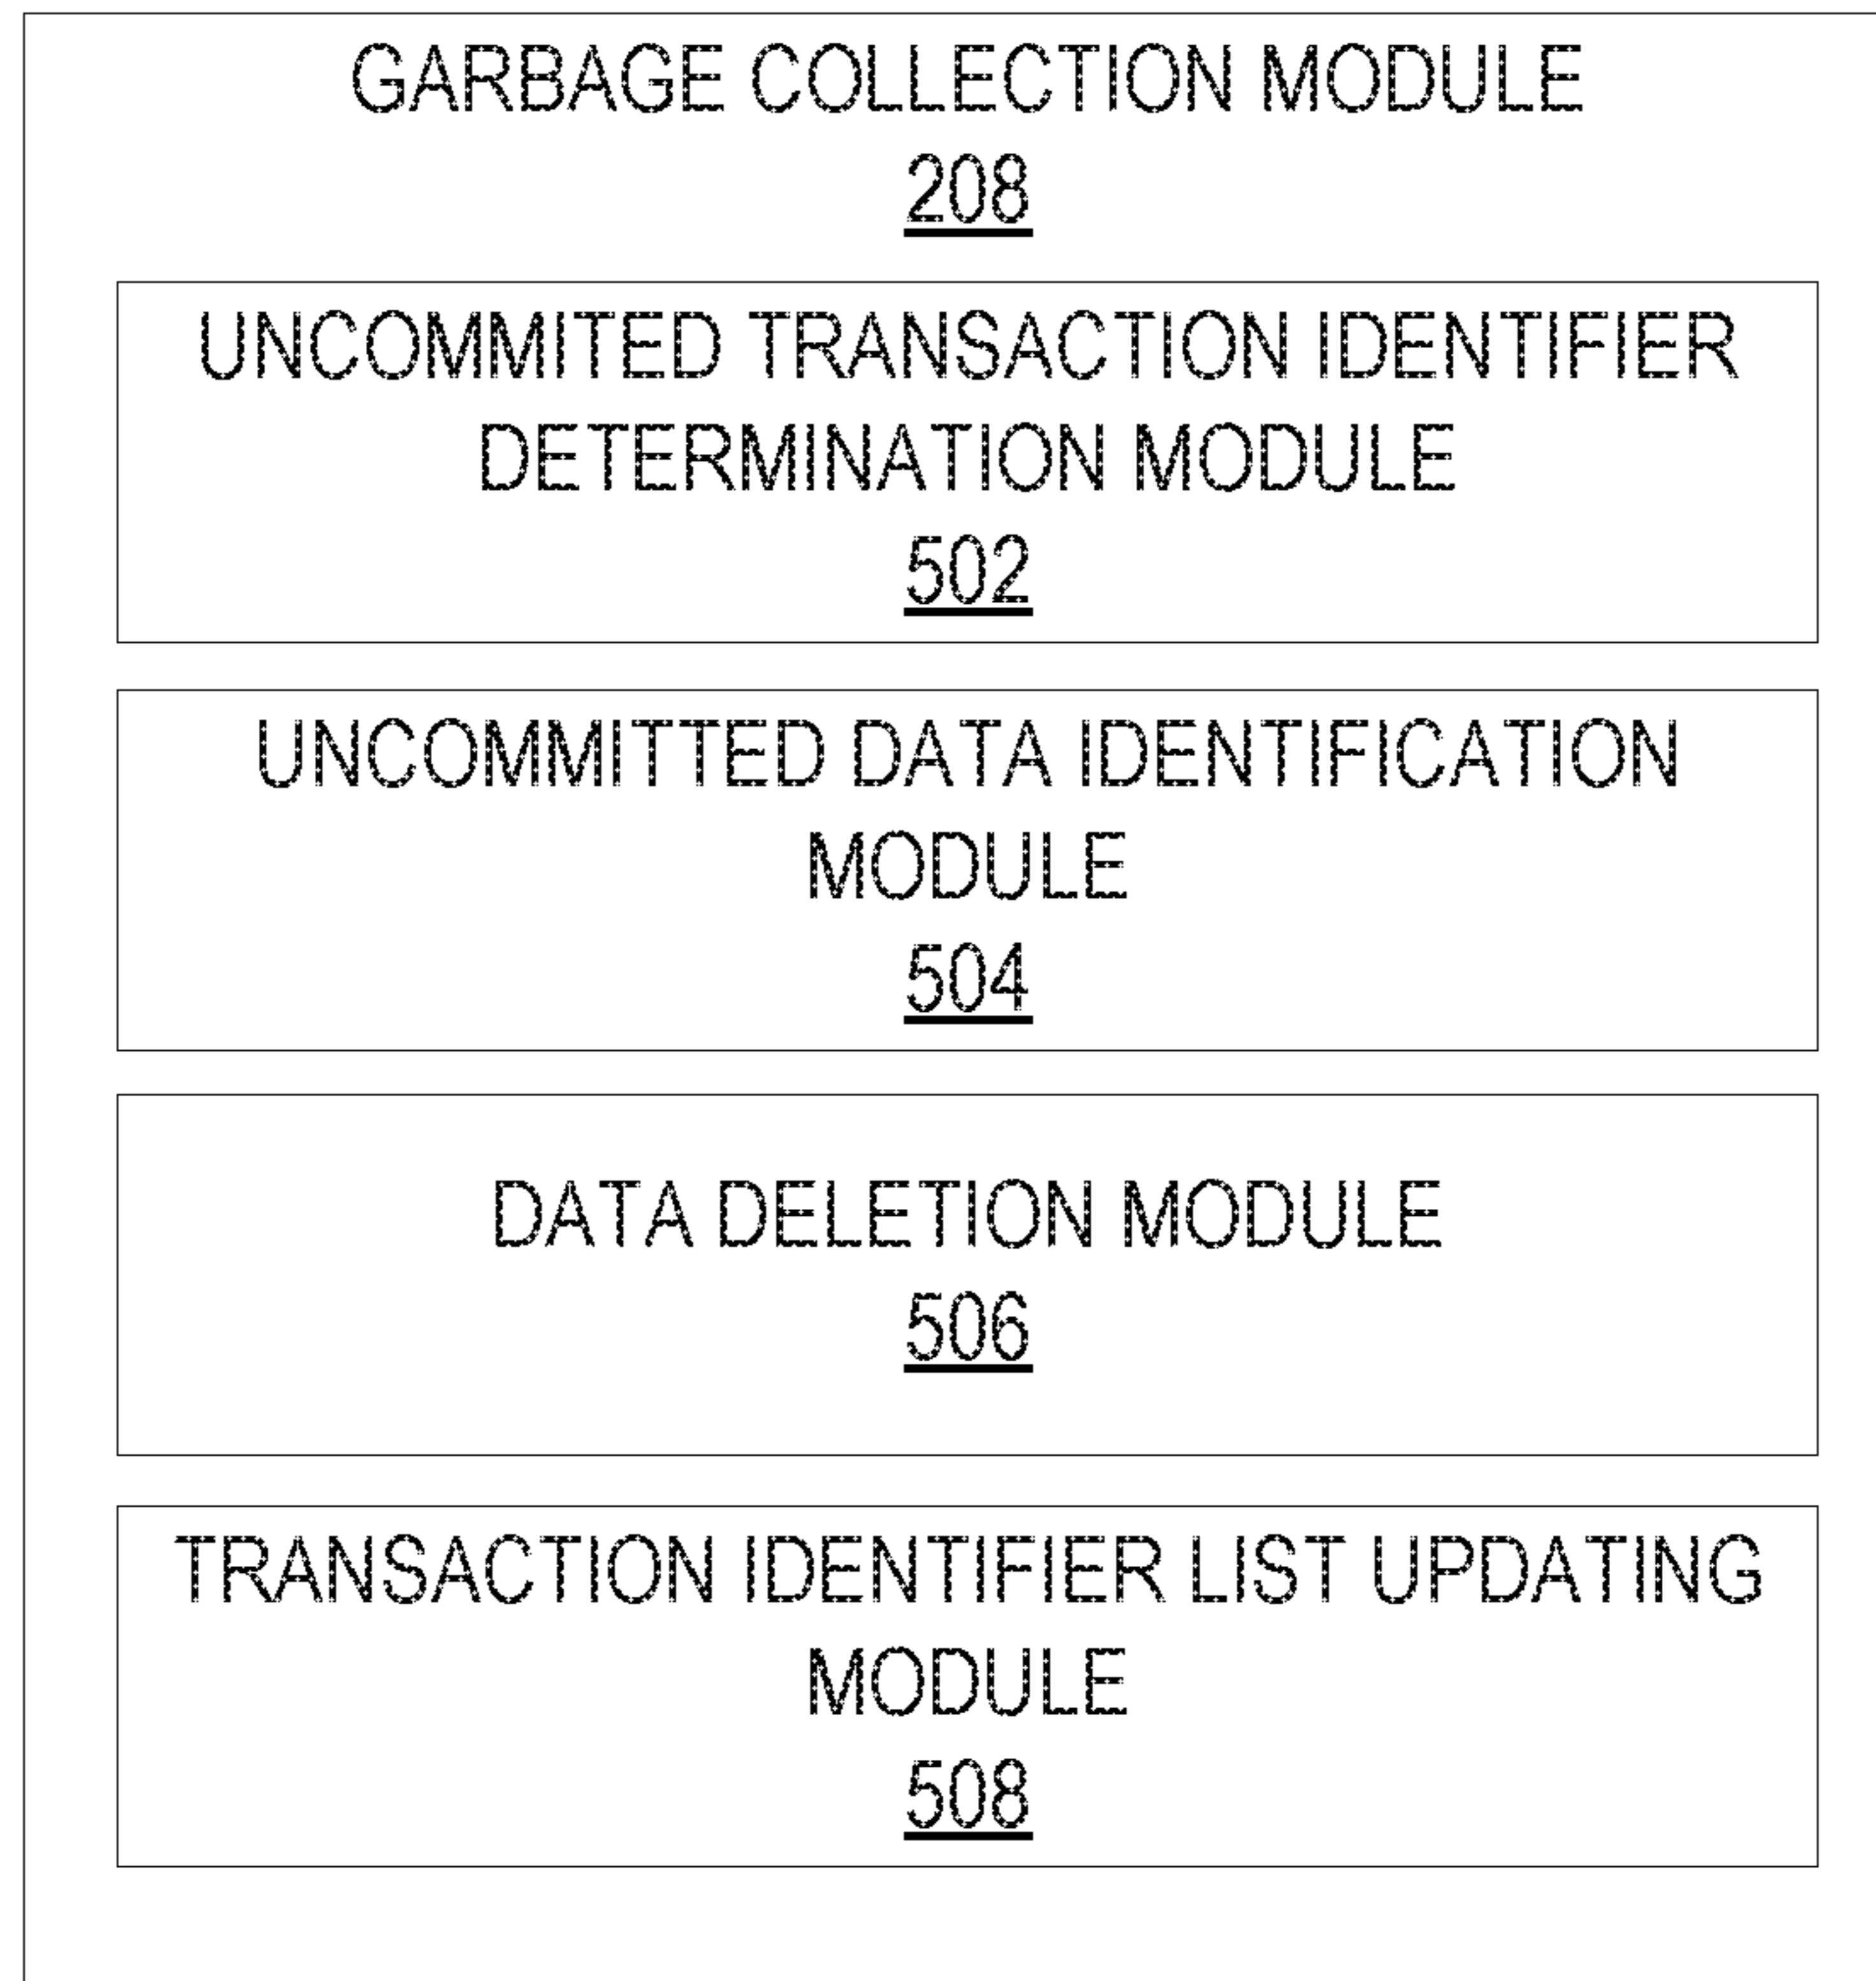 GARBAGE COLLECTION MODULE
208
UNCOMMITED TRANSACTION IDENTIFIER
DETERMINATION MODULE
502
UNCOMMITTED DATA IDENTIFICATION
MODULE
504
DATA DELETION MODULE
506
TRANSACTION IDENTIFIER LIST UPDATING
MODULE
508